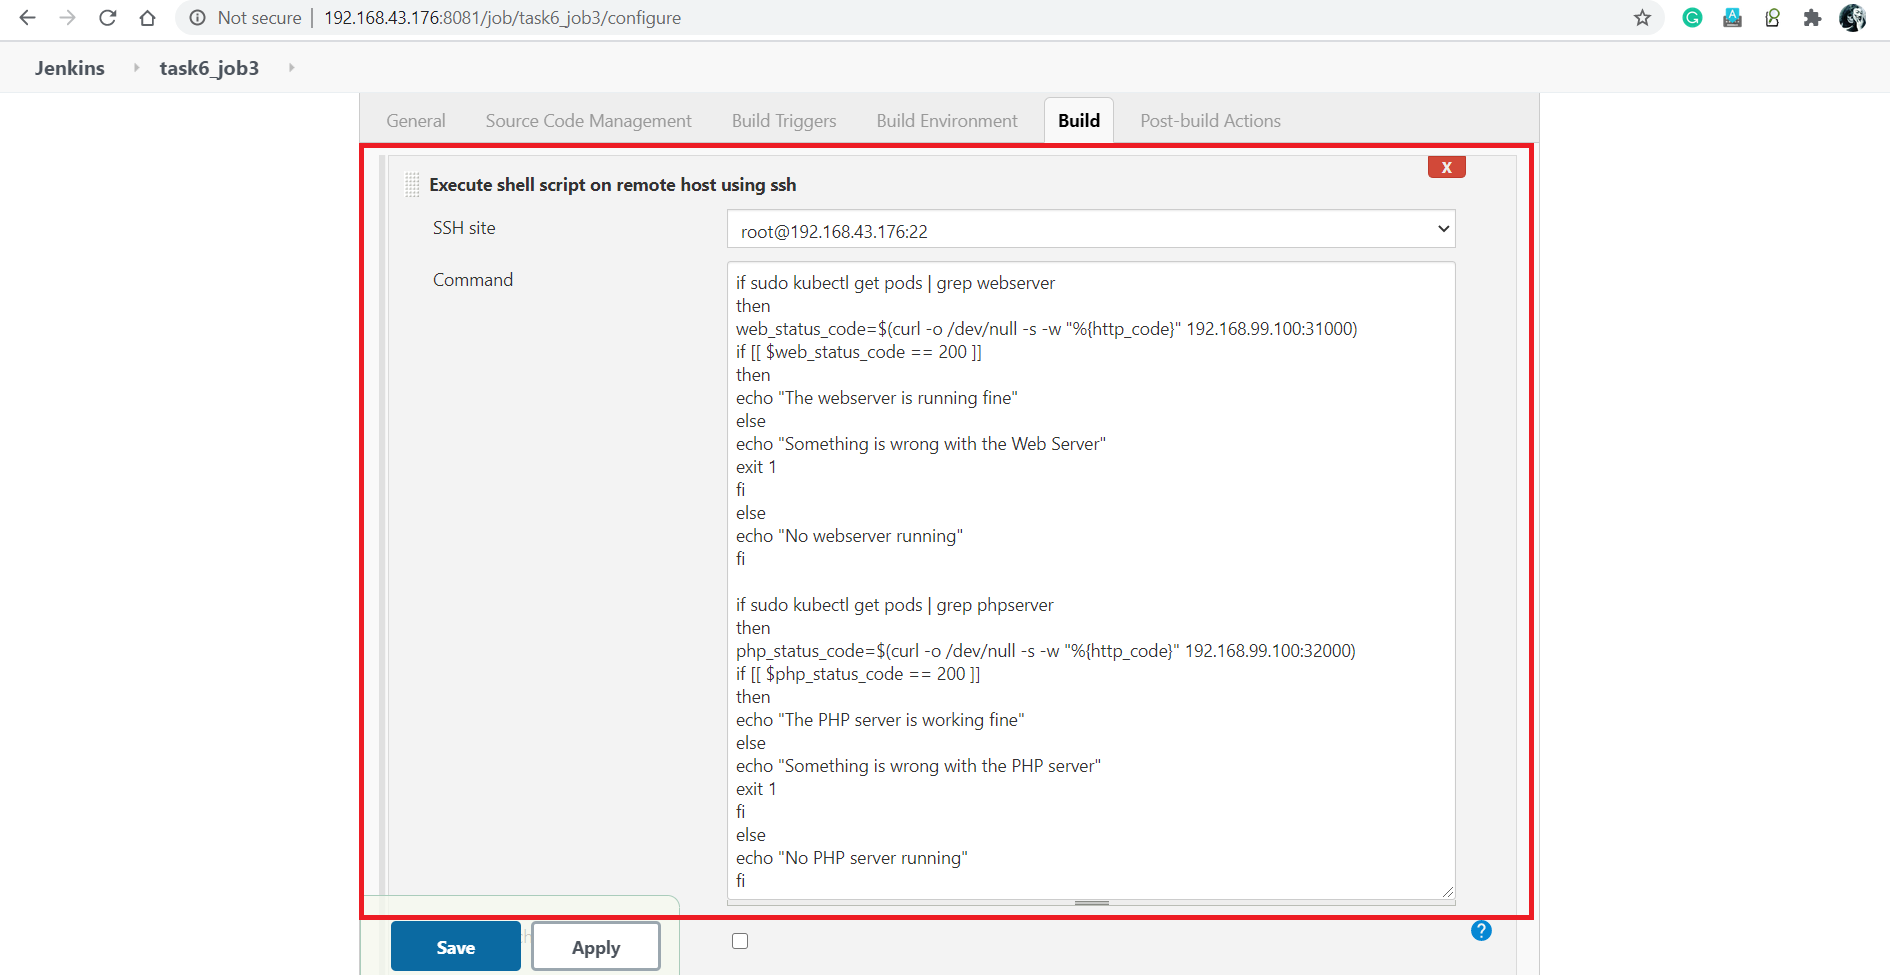 Not secure | 192.168.43.176:8081/job/task6_job3/configure
Jenkins task6_job3
General Source Code Management Build Triggers Build Environment Build Post-build Actions
X
Execute shell script on remote host using ssh
SSH site root@192.168.43.176:22
Command
if sudo kubectl get pods | grep webserver
then
web_status_code=$(curl -o /dev/null -s -w "%{http_code}" 192.168.99.100:31000)
if [[ $web_status_code == 200 ]]
then
echo "The webserver is running fine"
else
echo "Something is wrong with the Web Server"
exit 1
fi
else
echo "No webserver running"
fi

if sudo kubectl get pods | grep phpserver
then
php_status_code=$(curl -o /dev/null -s -w "%{http_code}" 192.168.99.100:32000)
if [[ $php_status_code == 200 ]]
then
echo "The PHP server is working fine"
else
echo "Something is wrong with the PHP server"
exit 1
fi
else
echo "No PHP server running"
fi
Save Apply ?